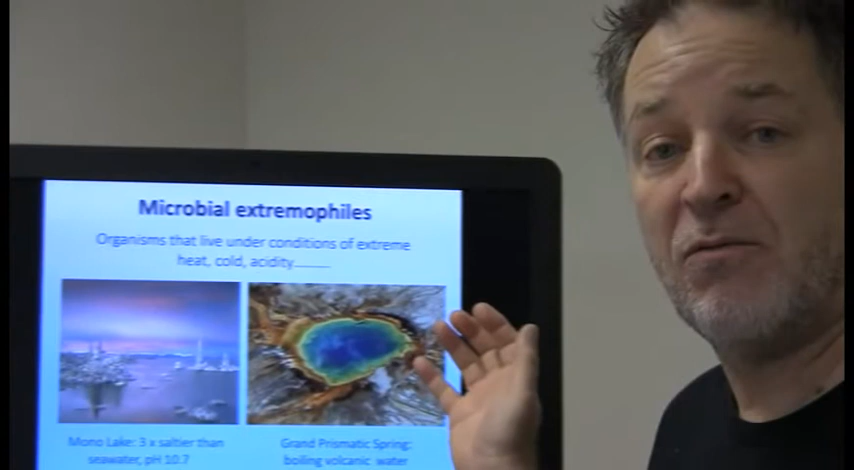 Microbial extremophiles
Organisms that live under conditions of extreme
heat, cold, acidity..........
Mono Lake: 3 x saltier than
seawater, pH 10.7
Grand Prismatic Spring:
boiling volcanic water